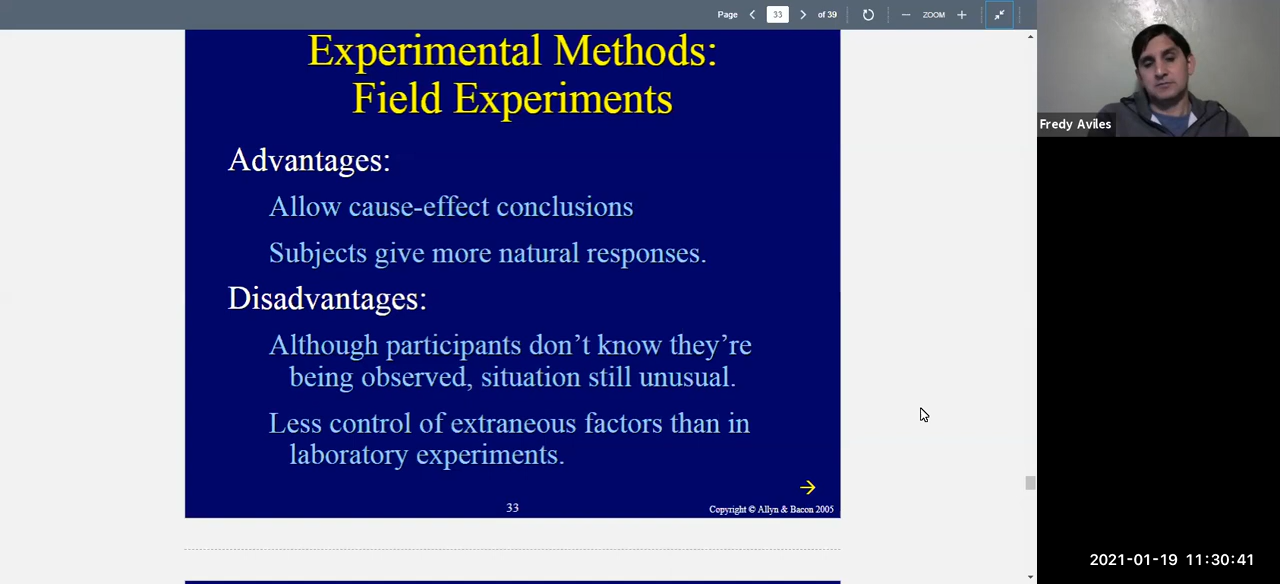 Page 33 of 39 ZOOM
Experimental Methods:
Field Experiments
Advantages:
Allow cause-effect conclusions
Subjects give more natural responses.
Disadvantages:
Although participants don’t know they’re
being observed, situation still unusual.
Less control of extraneous factors than in
laboratory experiments.
33
Copyright © Allyn & Bacon 2005
Fredy Aviles
2021-01-19 11:30:41